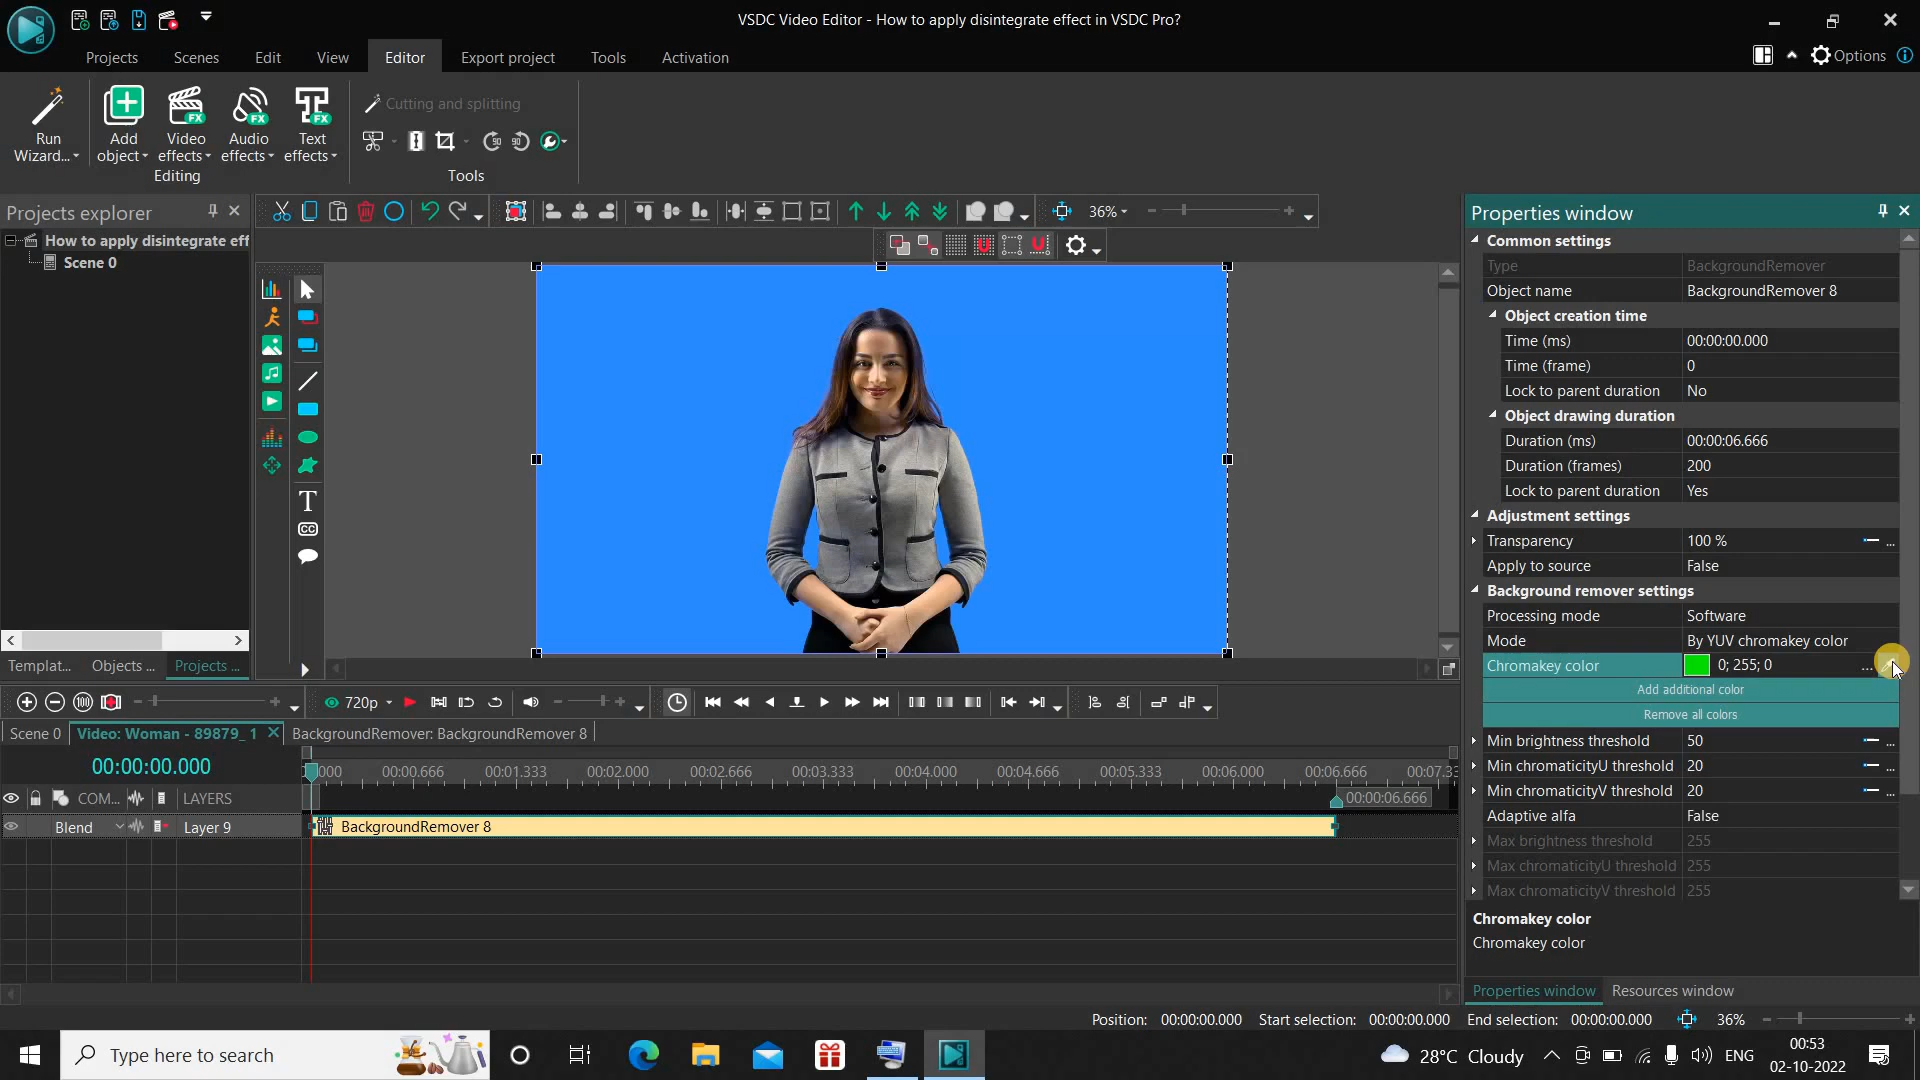 VSDC Video Editor - How to apply disintegrate effect in VSDC Pro?
Projects
Scenes
Edit
View
Editor
Export project
Tools
Activation
Options
Run Wizard...
Add object
Video effects
Audio effects
Text effects
Editing
Cutting and splitting
Tools
Projects explorer
How to apply disintegrate eff
Scene 0
36%
Templat...
Objects ...
Projects ...
Properties window
Common settings
Type BackgroundRemover
Object name BackgroundRemover 8
Object creation time
Time (ms) 00:00:00.000
Time (frame) 0
Lock to parent duration No
Object drawing duration
Duration (ms) 00:00:06.666
Duration (frames) 200
Lock to parent duration Yes
Adjustment settings
Transparency 100 % ...
Apply to source False
Background remover settings
Processing mode Software
Mode By YUV chromakey color
Chromakey color 0; 255; 0 ...
Add additional color
Remove all colors
Min brightness threshold 50 ...
Min chromaticityU threshold 20 ...
Min chromaticityV threshold 20 ...
Adaptive alfa False
Max brightness threshold 255
Max chromaticityU threshold 255
Max chromaticityV threshold 255
Chromakey color
Chromakey color
Properties window
Resources window
720p
Scene 0
Video: Woman - 89879_ 1
BackgroundRemover: BackgroundRemover 8
00:00:00.000
000 00:00.666 00:01.333 00:02.000 00:02.666 00:03.333 00:04.000 00:04.666 00:05.333 00:06.000 00:06.666 00:07.3
00:00:06.666
COM... LAYERS
Blend Layer 9 BackgroundRemover 8
Position: 00:00:00.000 Start selection: 00:00:00.000 End selection: 00:00:00.000 36%
Type here to search
28°C Cloudy
ENG
00:53
02-10-2022